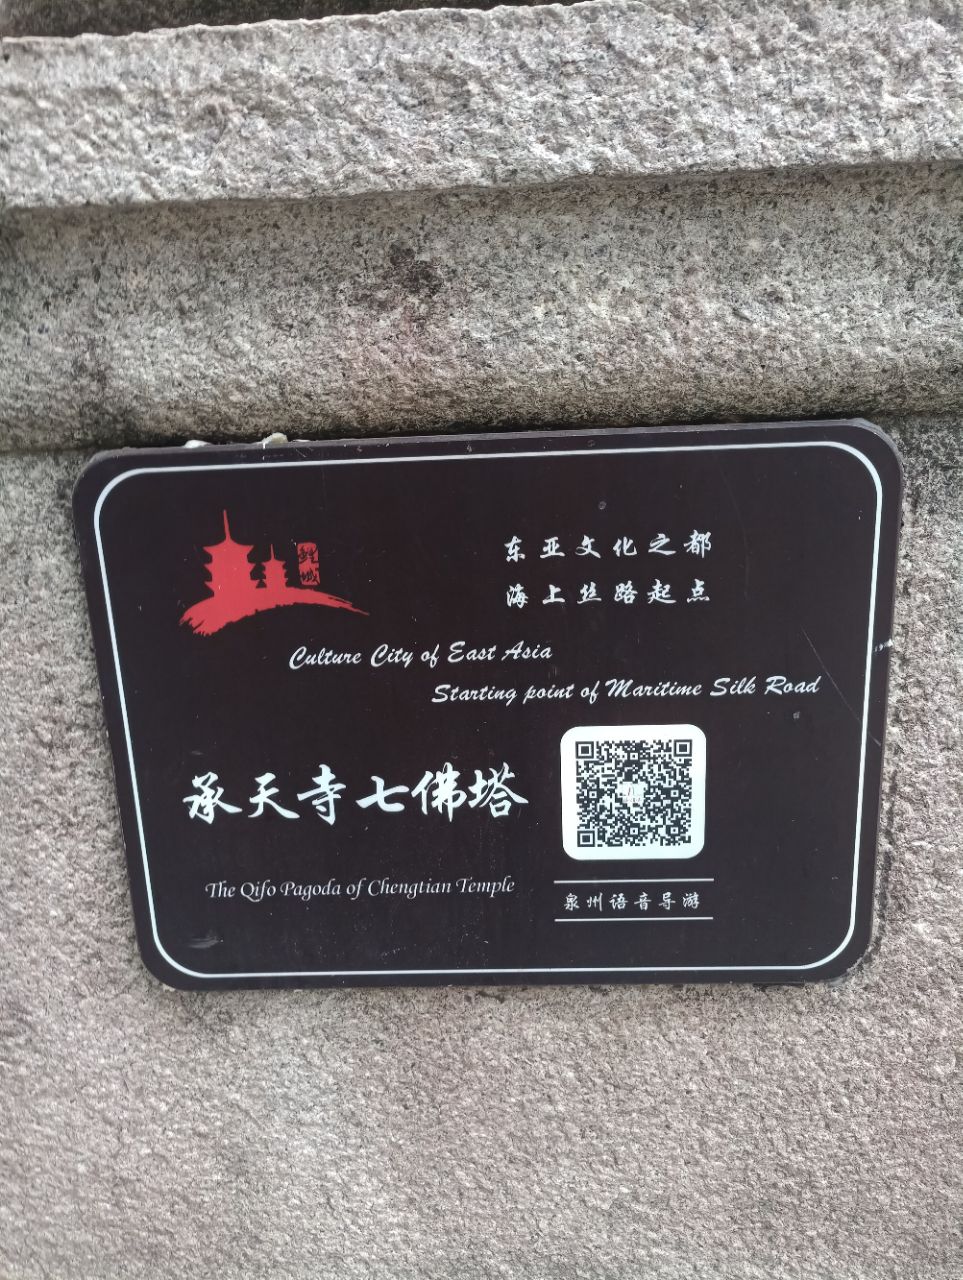 鲤城
东亚文化之都
海上丝路起点
Culture City of East Asia
Starting point of Maritime Silk Road
承天寺七佛塔
The Qifo Pagoda of Chengtian Temple
泉州语音导游